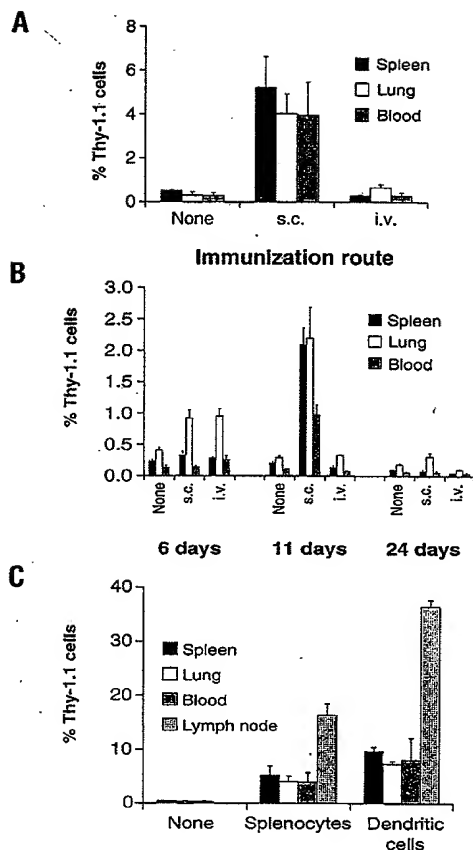 A
% Thy-1.1 cells
8
6
4
2
0
Spleen
Lung
Blood
None
s.c.
i.v.
Immunization route
B
% Thy-1.1 cells
3.0
2.5
2.0
1.5
1.0
0.5
0.0
Spleen
Lung
Blood
None
s.c.
i.v.
None
s.c.
i.v.
None
s.c.
i.v.
6 days
11 days
24 days
C
% Thy-1.1 cells
40
30
20
10
0
Spleen
Lung
Blood
Lymph node
None
Splenocytes
Dendritic
cells